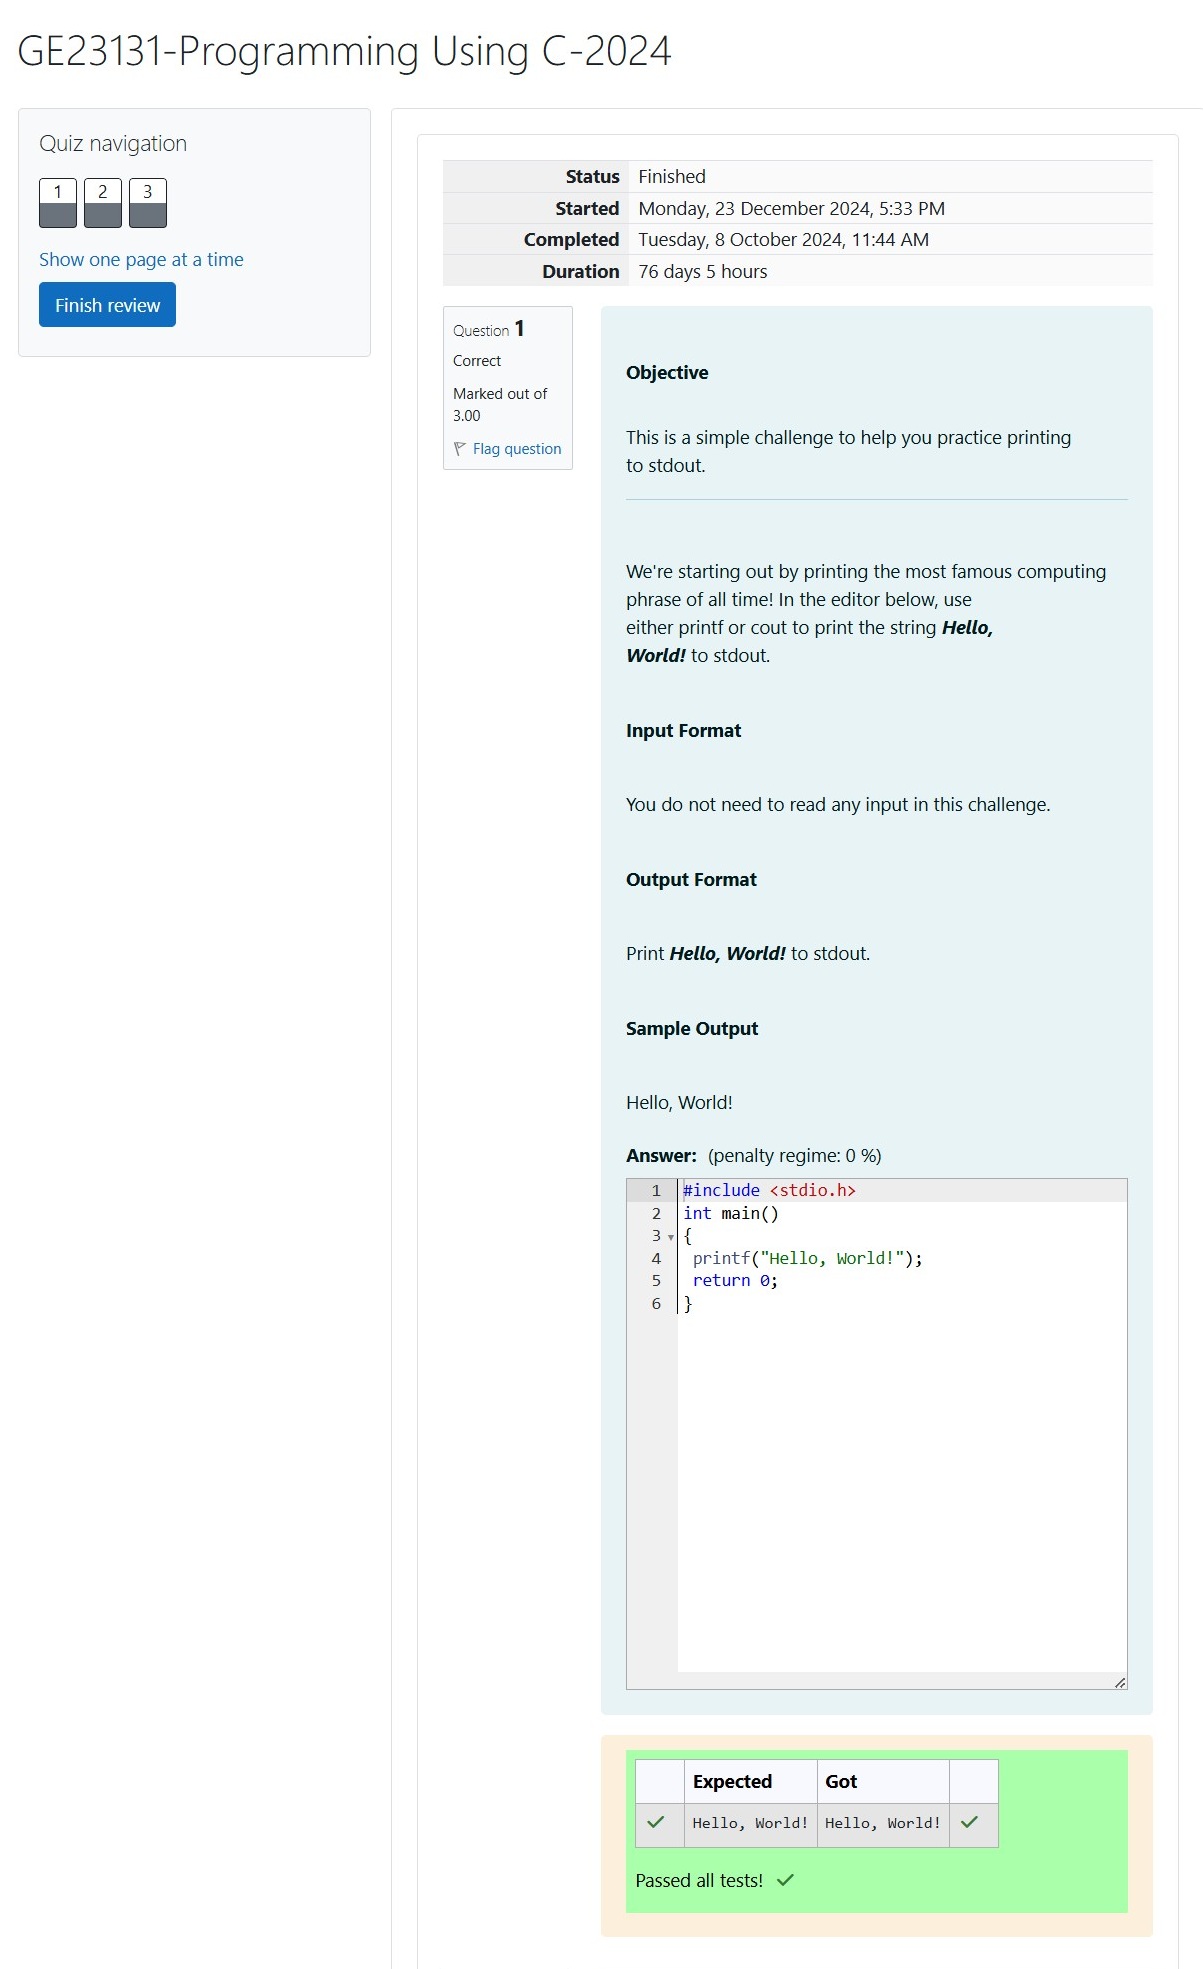 GE23131-Programming Using C-2024
Quiz navigation
1 2 3
Show one page at a time
Finish review
Status Finished
Started Monday, 23 December 2024, 5:33 PM
Completed Tuesday, 8 October 2024, 11:44 AM
Duration 76 days 5 hours
Question 1
Correct
Marked out of
3.00
Flag question
Objective
This is a simple challenge to help you practice printing
to stdout.
We're starting out by printing the most famous computing
phrase of all time! In the editor below, use
either printf or cout to print the string Hello,
World! to stdout.
Input Format
You do not need to read any input in this challenge.
Output Format
Print Hello, World! to stdout.
Sample Output
Hello, World!
Answer: (penalty regime: 0 %)
1 #include <stdio.h>
2 int main()
3 {
4 printf("Hello, World!");
5 return 0;
6 }
Expected Got
Hello, World! Hello, World!
Passed all tests!